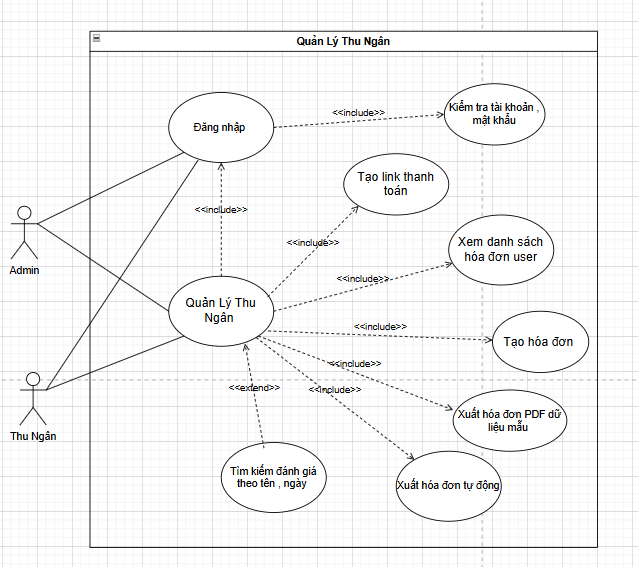 Quản Lý Thu Ngân
Kiểm tra tài khoản ,
mật khẩu
<<include>>
Đăng nhập
Tạo link thanh
toán
<<include>>
Admin
<<include>>
Xem danh sách
hóa đơn user
<<include>>
Quản Lý Thu
Ngân
<<include>>
Tạo hóa đơn
<<include>>
<<extend>>
<<include>>
Thu Ngân
Xuất hóa đơn PDF dữ
liệu mẫu
Tìm kiếm đánh giá
theo tên , ngày
Xuất hóa đơn tự động